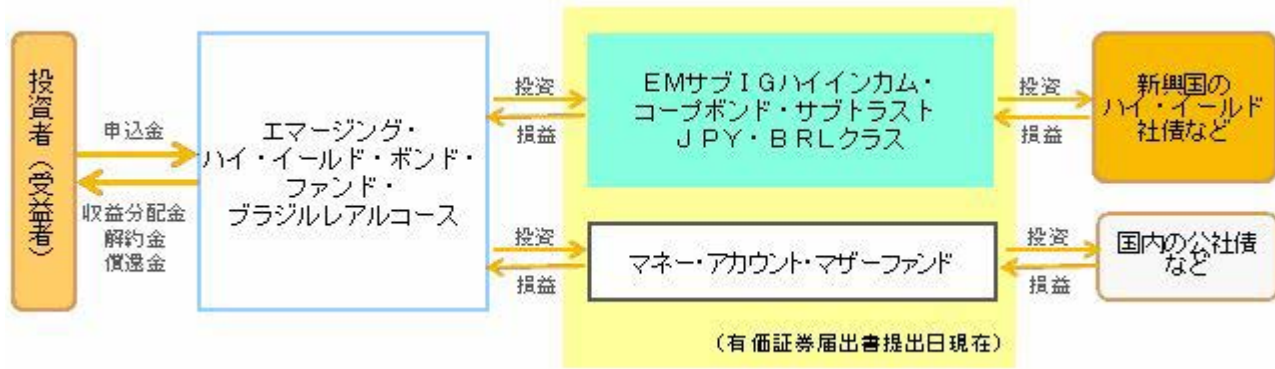 投資者（受益者）
申込金
収益分配金
解約金
償還金
エマージング・
ハイ・イールド・ボンド・
ファンド・
ブラジルレアルコース
投資
損益
EMサブIGハイインカム・
コープボンド・サブトラスト
JPY・BRLクラス
投資
損益
新興国の
ハイ・イールド
社債など
投資
損益
マネー・アカウント・マザーファンド
投資
損益
国内の公社債
など
（有価証券届出書提出日現在）